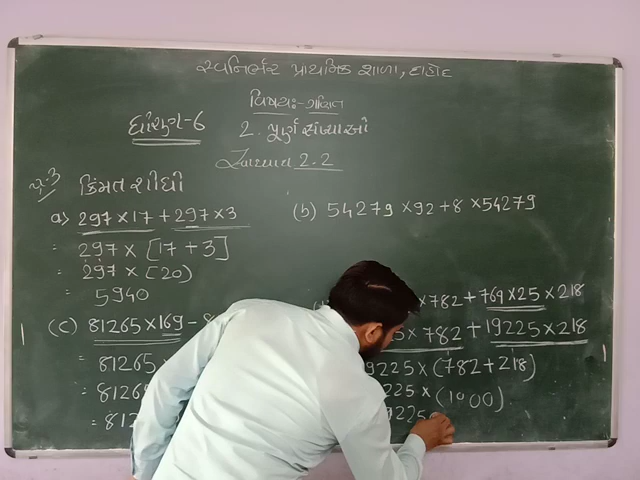 સ્વનિર્ભર પ્રાથમિક શાળા, દાહોદ
વિષય:- ગણિત
ધોરણ-6
2. પૂર્ણ સંખ્યાઓ
સ્વાધ્યાય 2.2
પ્ર-3 કિંમત શોધો
a) 297 × 17 + 297 × 3
= 297 × [17 + 3]
= 297 × [20)
= 5940
(b) 54279 × 92 + 8 × 54279
(c) 81265 × 169 -
= 81265
= 8126
= 812
× 782 + 769 × 25 × 218
5 × 782 + 19225 × 218
9225 × (782 + 218)
225 × (1000)
9225